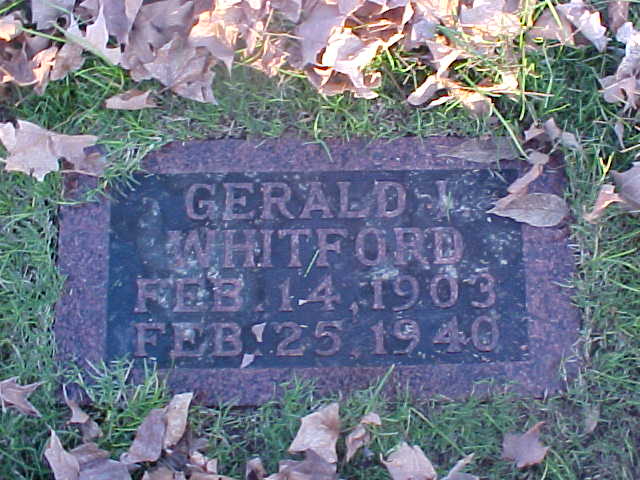 GERALD
WHITFORD
FEB. 14, 1903
FEB. 25, 1940